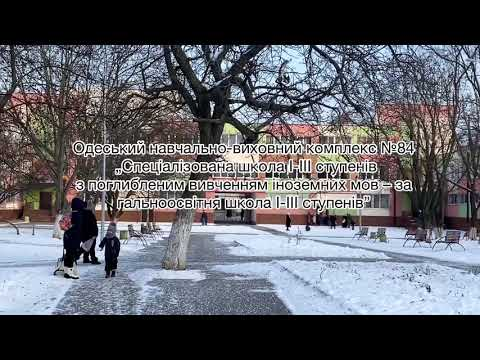 Одеський навчально-виховний комплекс №84
„Спеціалізована школа І-ІІІ ступенів
з поглибленим вивченням іноземних мов – за
гальноосвітня школа І-ІІІ ступенів”